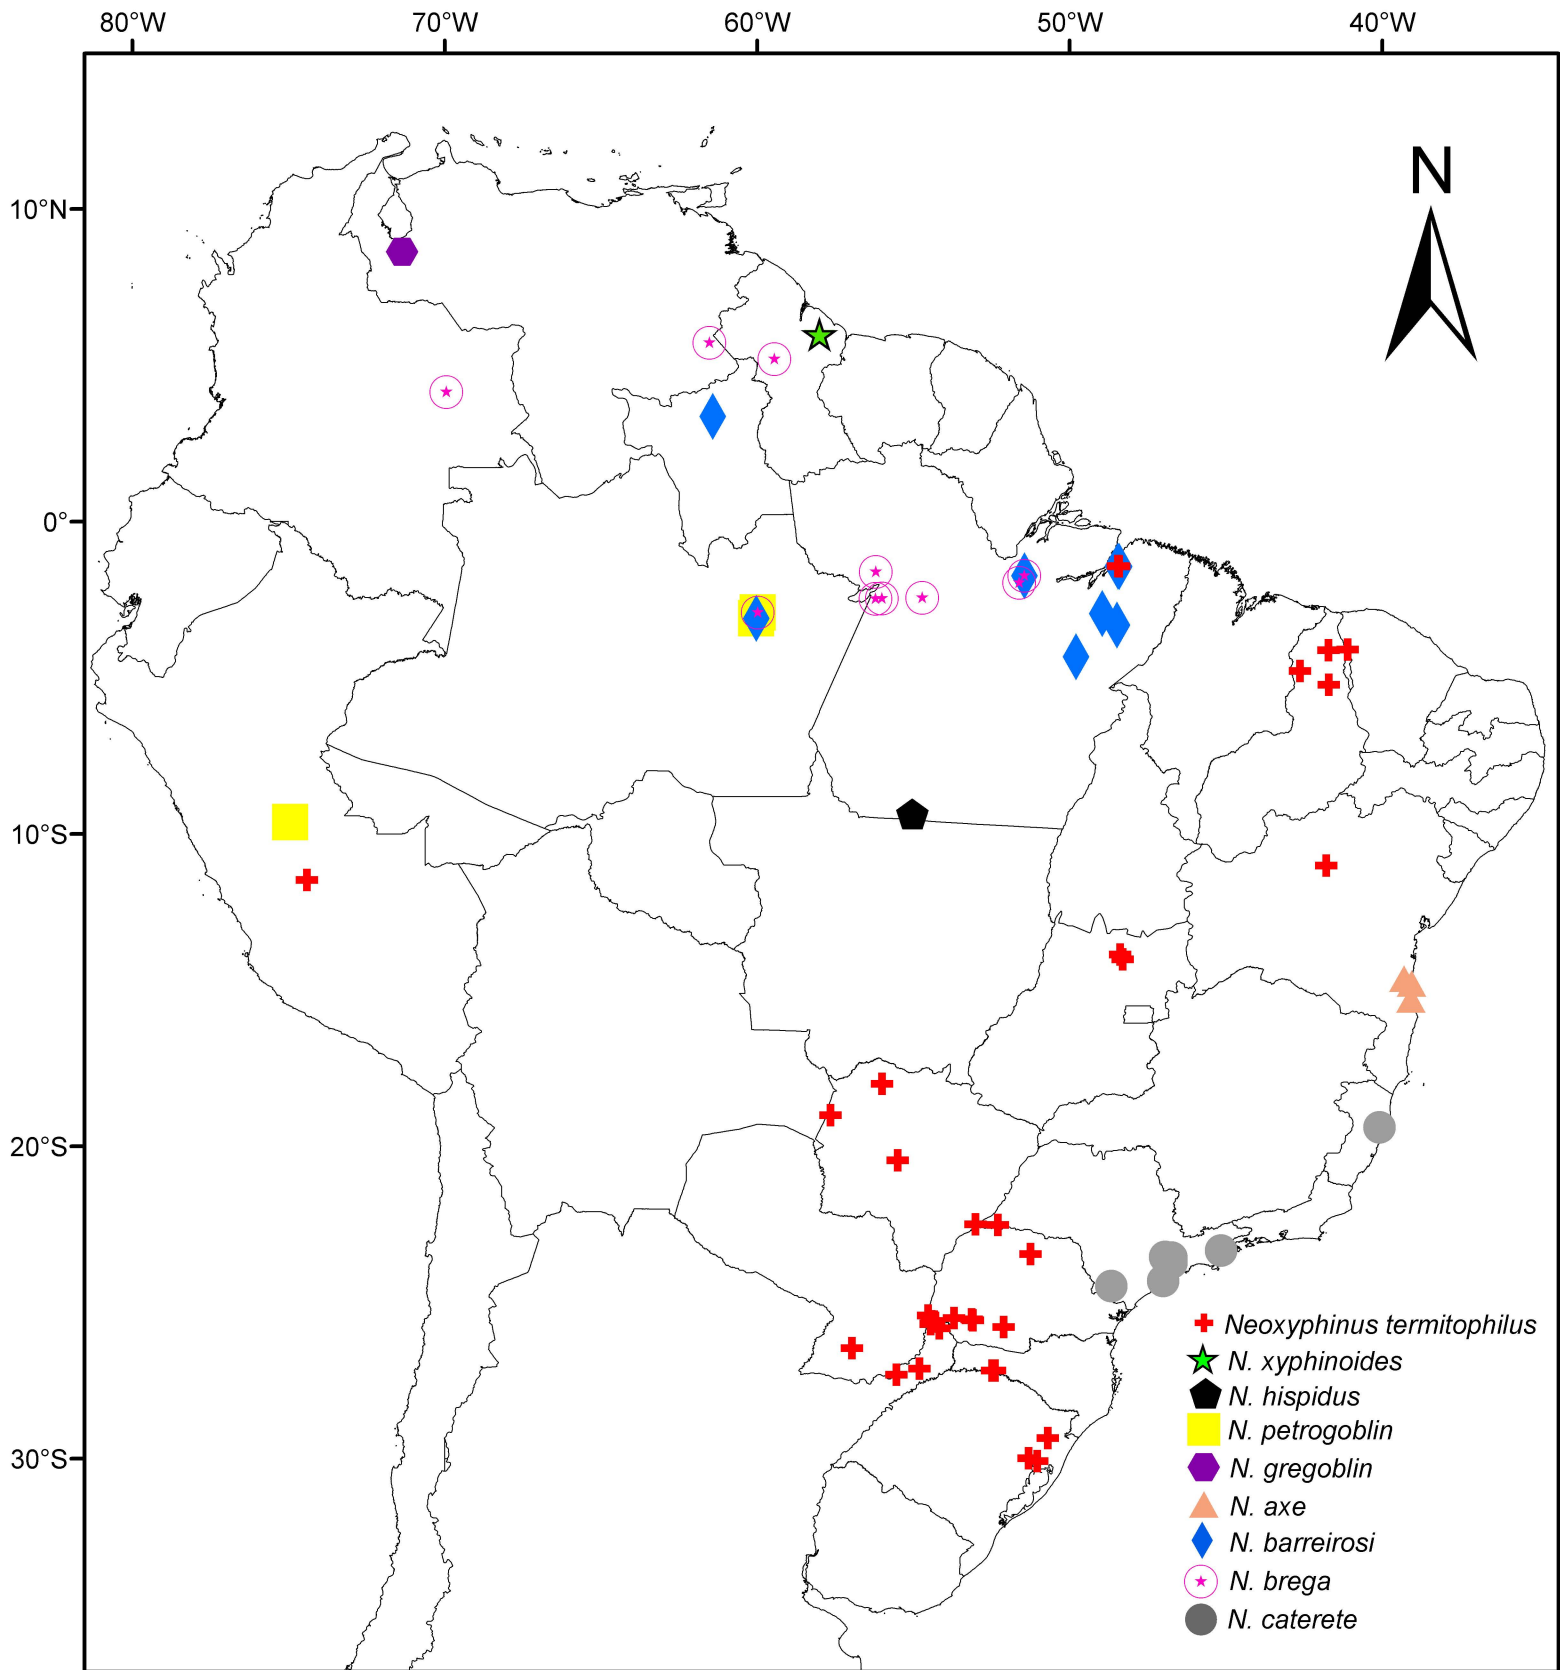 80°W 70°W 60°W 50°W 40°W
N
10°N
0°
10°S
20°S
30°S
Neoxyphinus termitophilus
N. xyphinoides
N. hispidus
N. petrogoblin
N. gregoblin
N. axe
N. barreirosi
N. brega
N. caterete